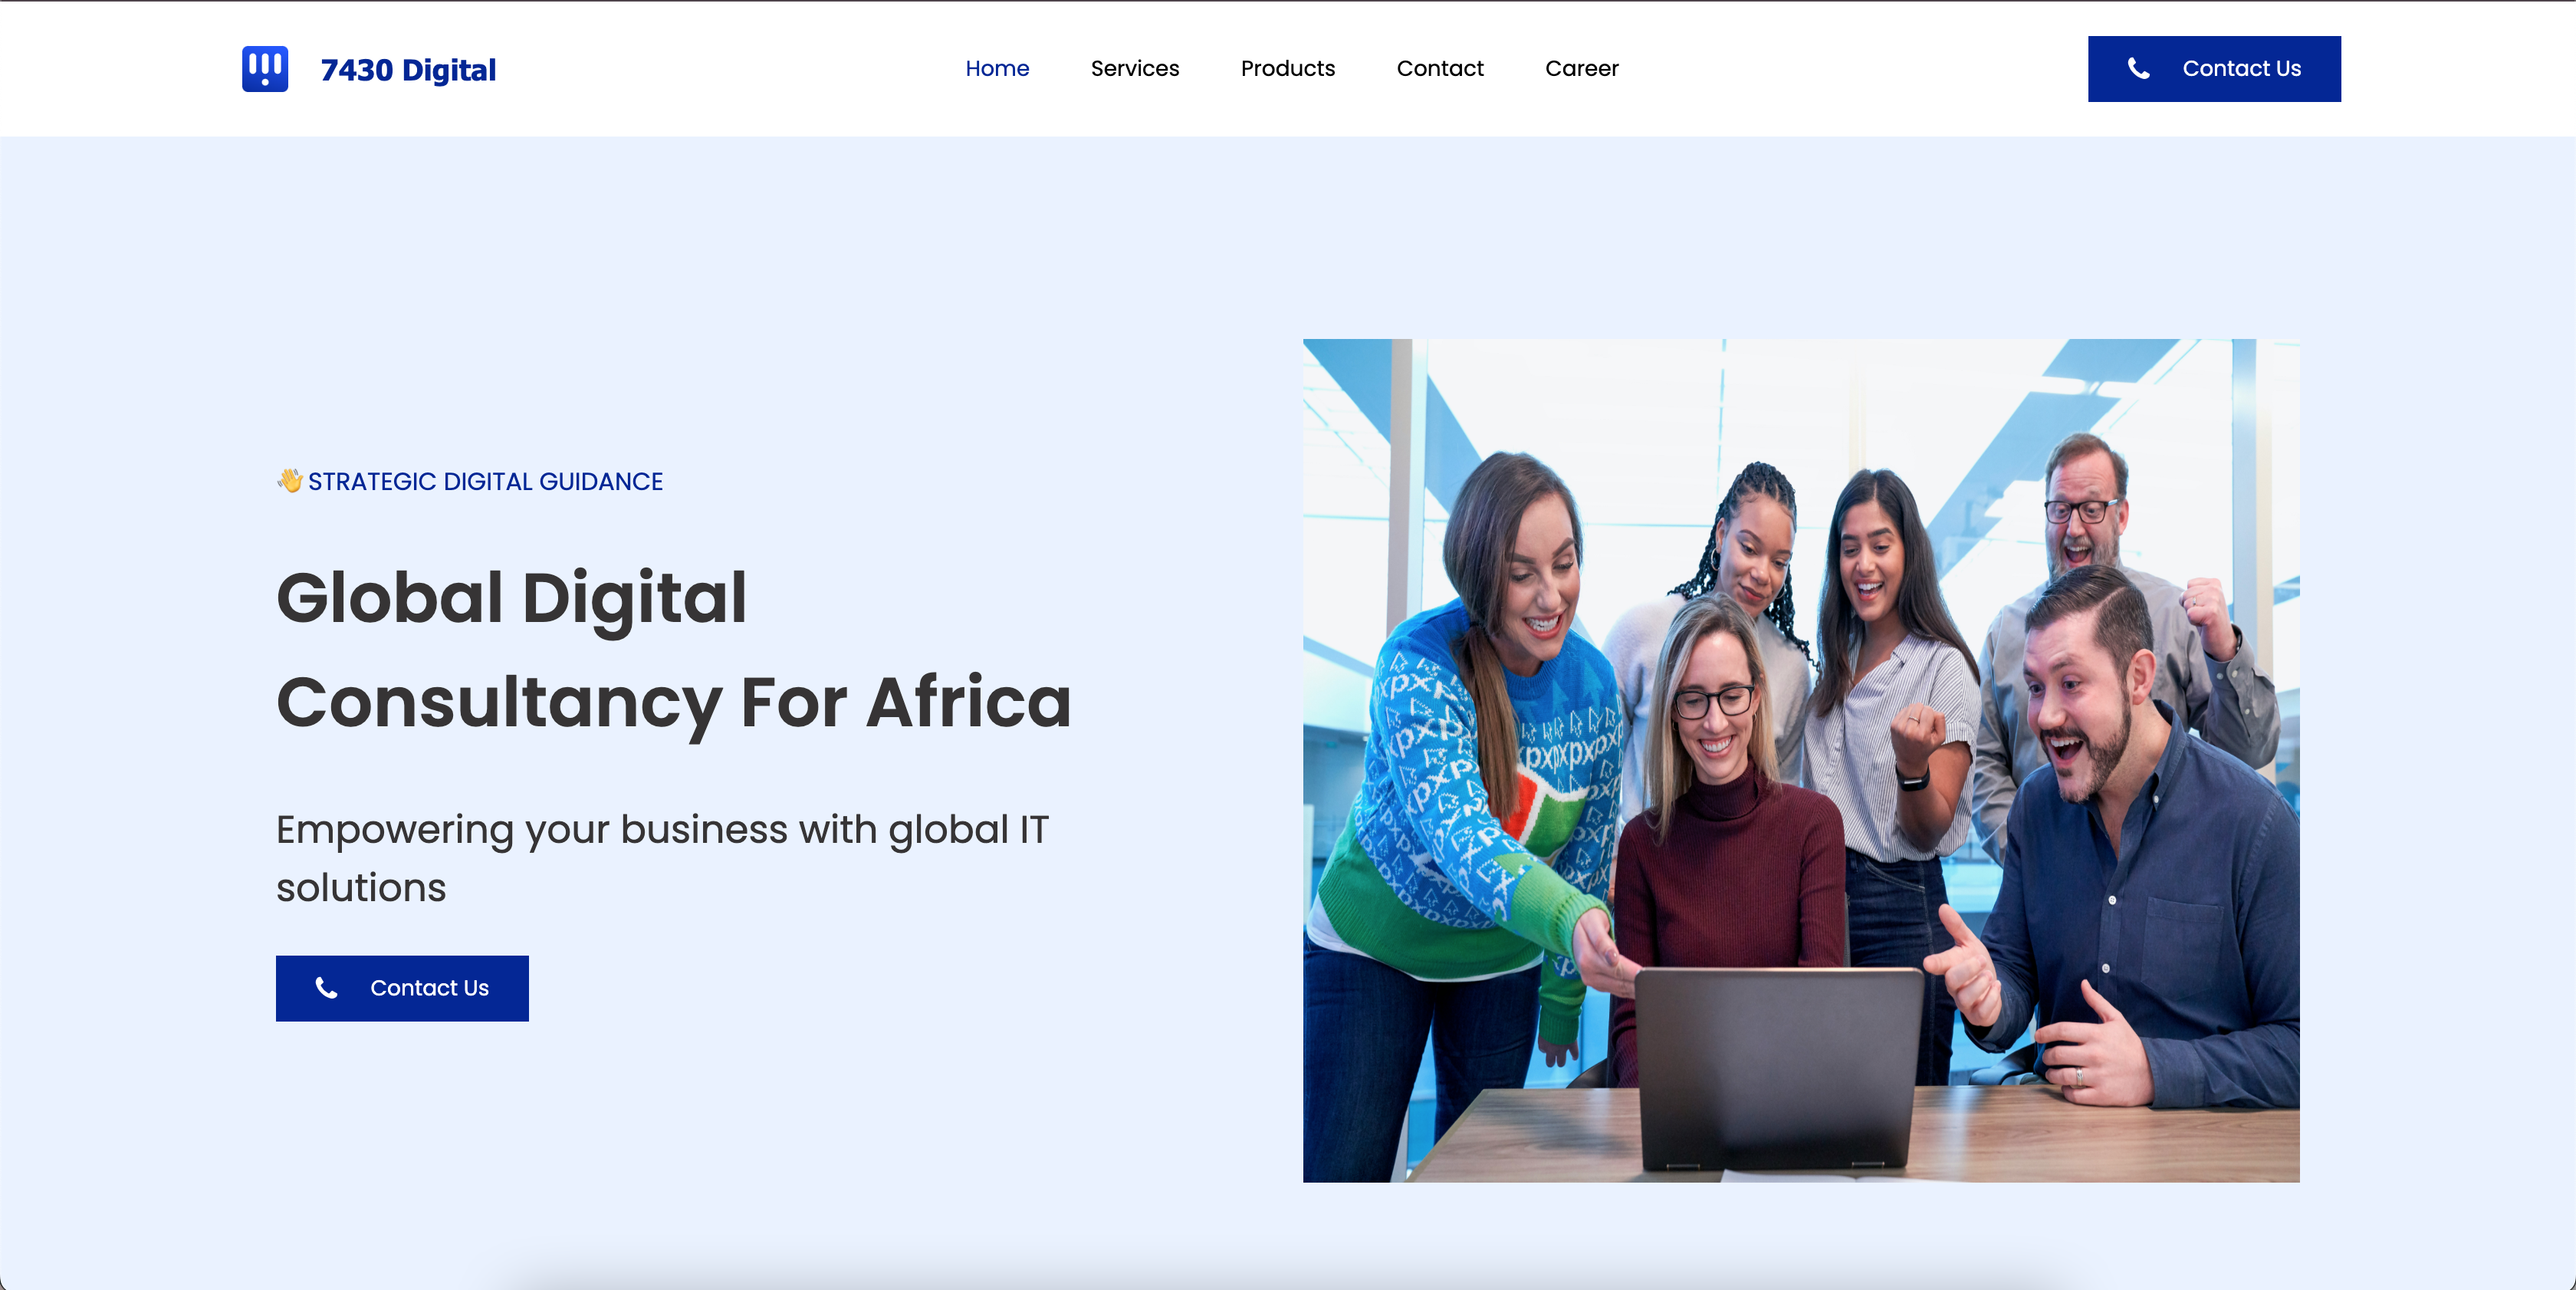 7430 Digital
Home
Services
Products
Contact
Career
Contact Us
👋 STRATEGIC DIGITAL GUIDANCE
Global Digital
Consultancy For Africa
Empowering your business with global IT
solutions
Contact Us